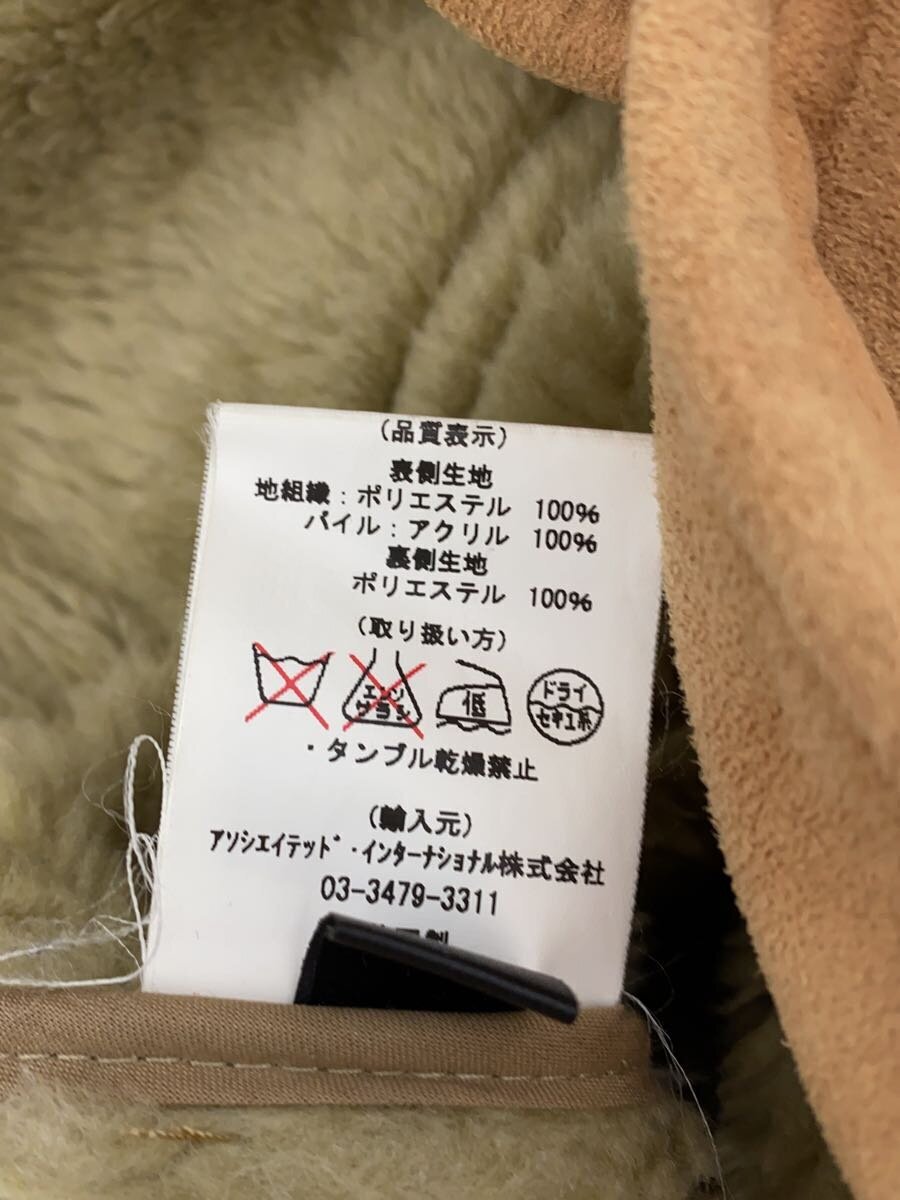 (品質表示)
表側生地
地組織:ポリエステル 100%
パイル:アクリル 100%
裏側生地
ポリエステル 100%
(取り扱い方)
エンソ
サラシ
低
ドライ
セキユ系
・タンブル乾燥禁止
(輸入元)
アソシエイテッド・インターナショナル株式会社
03-3479-3311